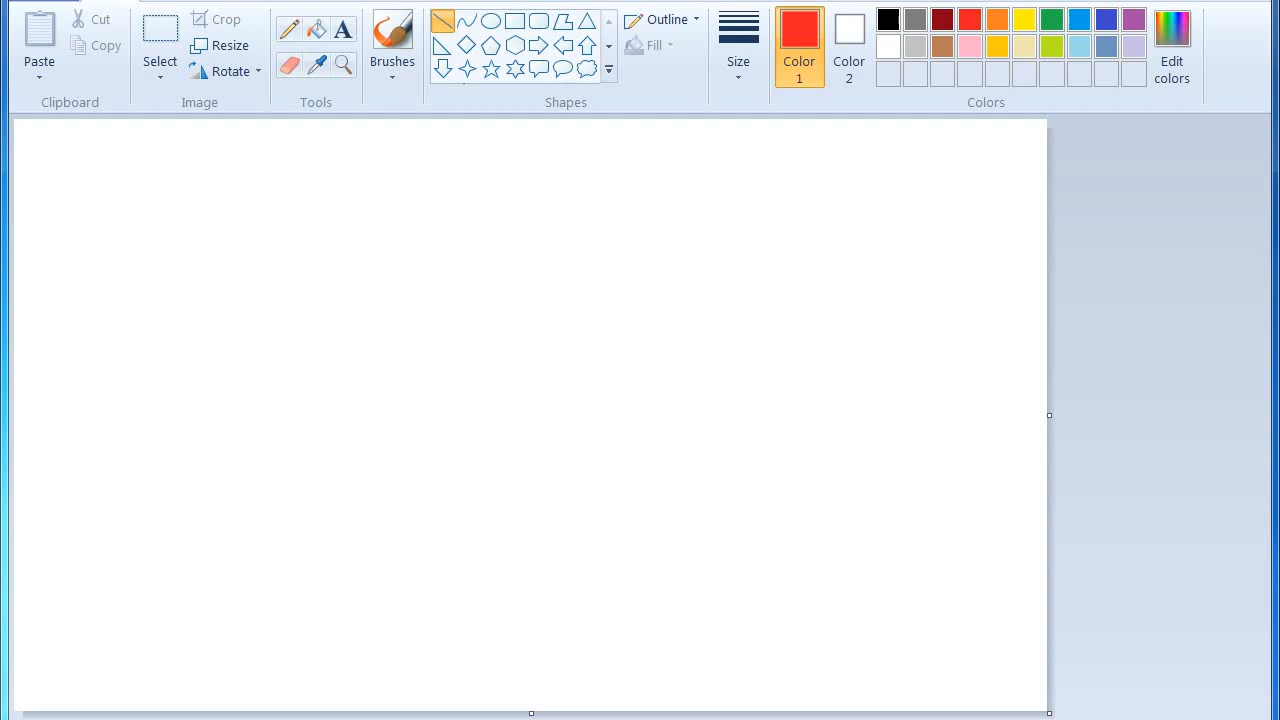 Paste
Cut
Copy
Clipboard
Select
Crop
Resize
Rotate
Image
A
Tools
Brushes
Outline
Fill
Shapes
Size
Color
1
Color
2
Edit
colors
Colors